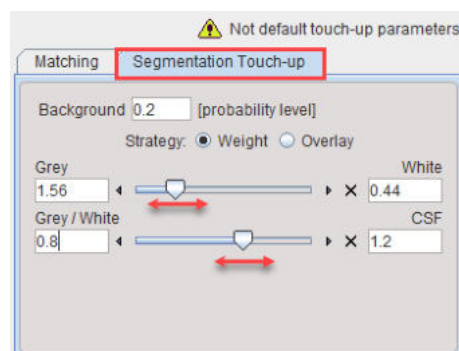 Not default touch-up parameters
Matching Segmentation Touch-up
Background 0.2 [probability level]
Strategy: Weight Overlay
Grey White
1.56 0.44
Grey / White CSF
0.8 1.2